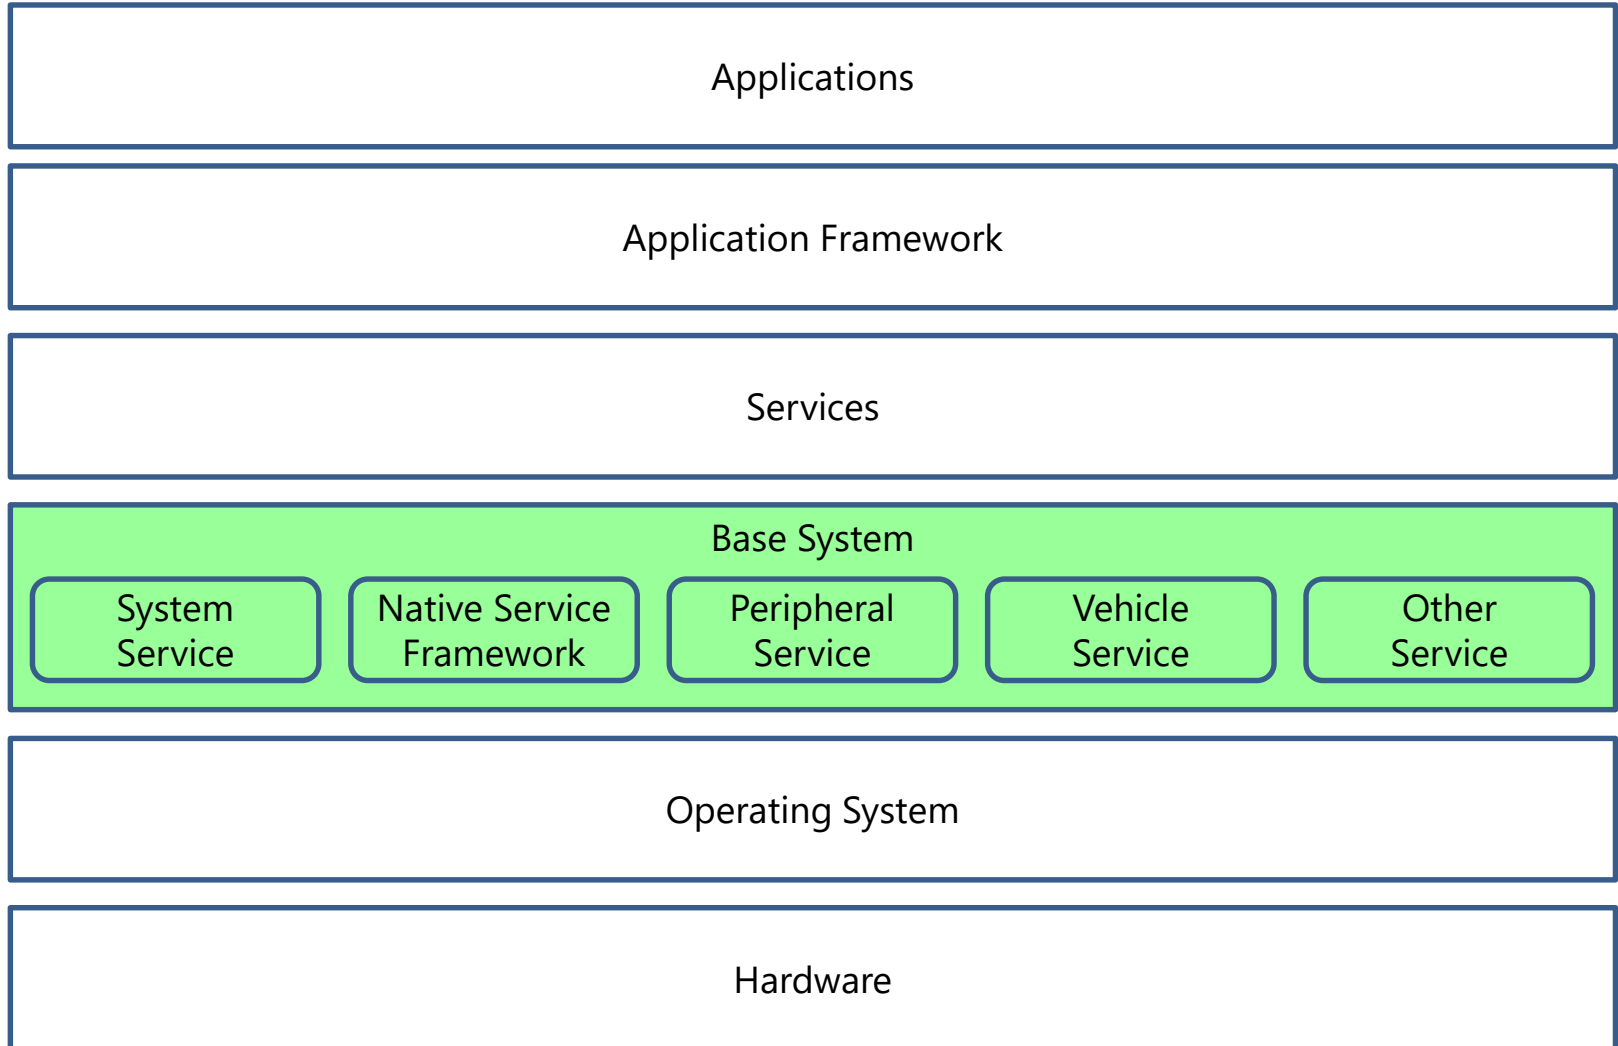 Applications
Application Framework
Services
Base System
System
Service
Native Service
Framework
Peripheral
Service
Vehicle
Service
Other
Service
Operating System
Hardware